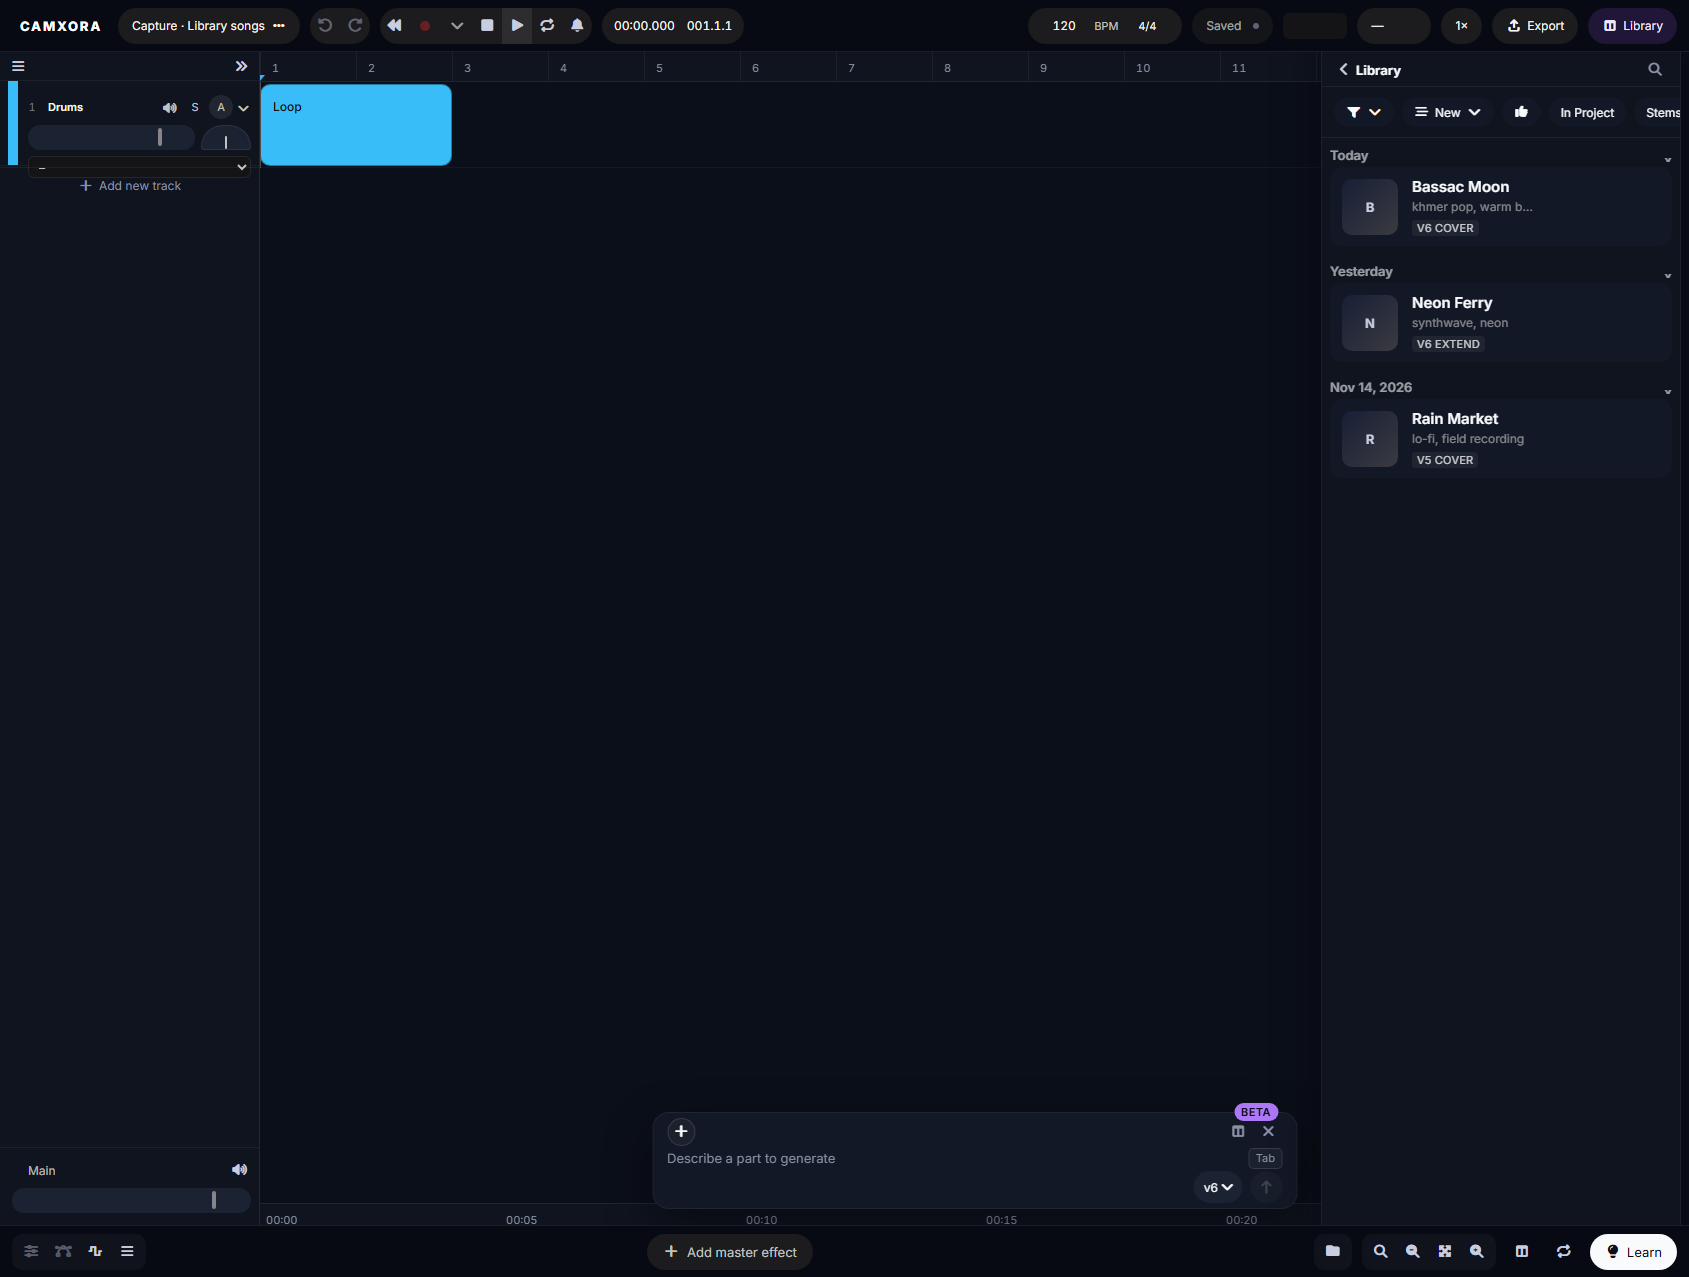 CAMXORA
Capture · Library songs
00:00.000 001.1.1
120 BPM 4/4
Saved
—
1×
Export
Library
1 2 3 4 5 6 7 8 9 10 11
1 Drums S A
–
Add new track
Loop
Library
New
In Project
Stems
Today
Bassac Moon
B
khmer pop, warm b...
V6 COVER
Yesterday
Neon Ferry
N
synthwave, neon
V6 EXTEND
Nov 14, 2026
Rain Market
R
lo-fi, field recording
V5 COVER
BETA
Describe a part to generate
Tab
v6
Main
00:00 00:05 00:10 00:15 00:20
Add master effect
Learn